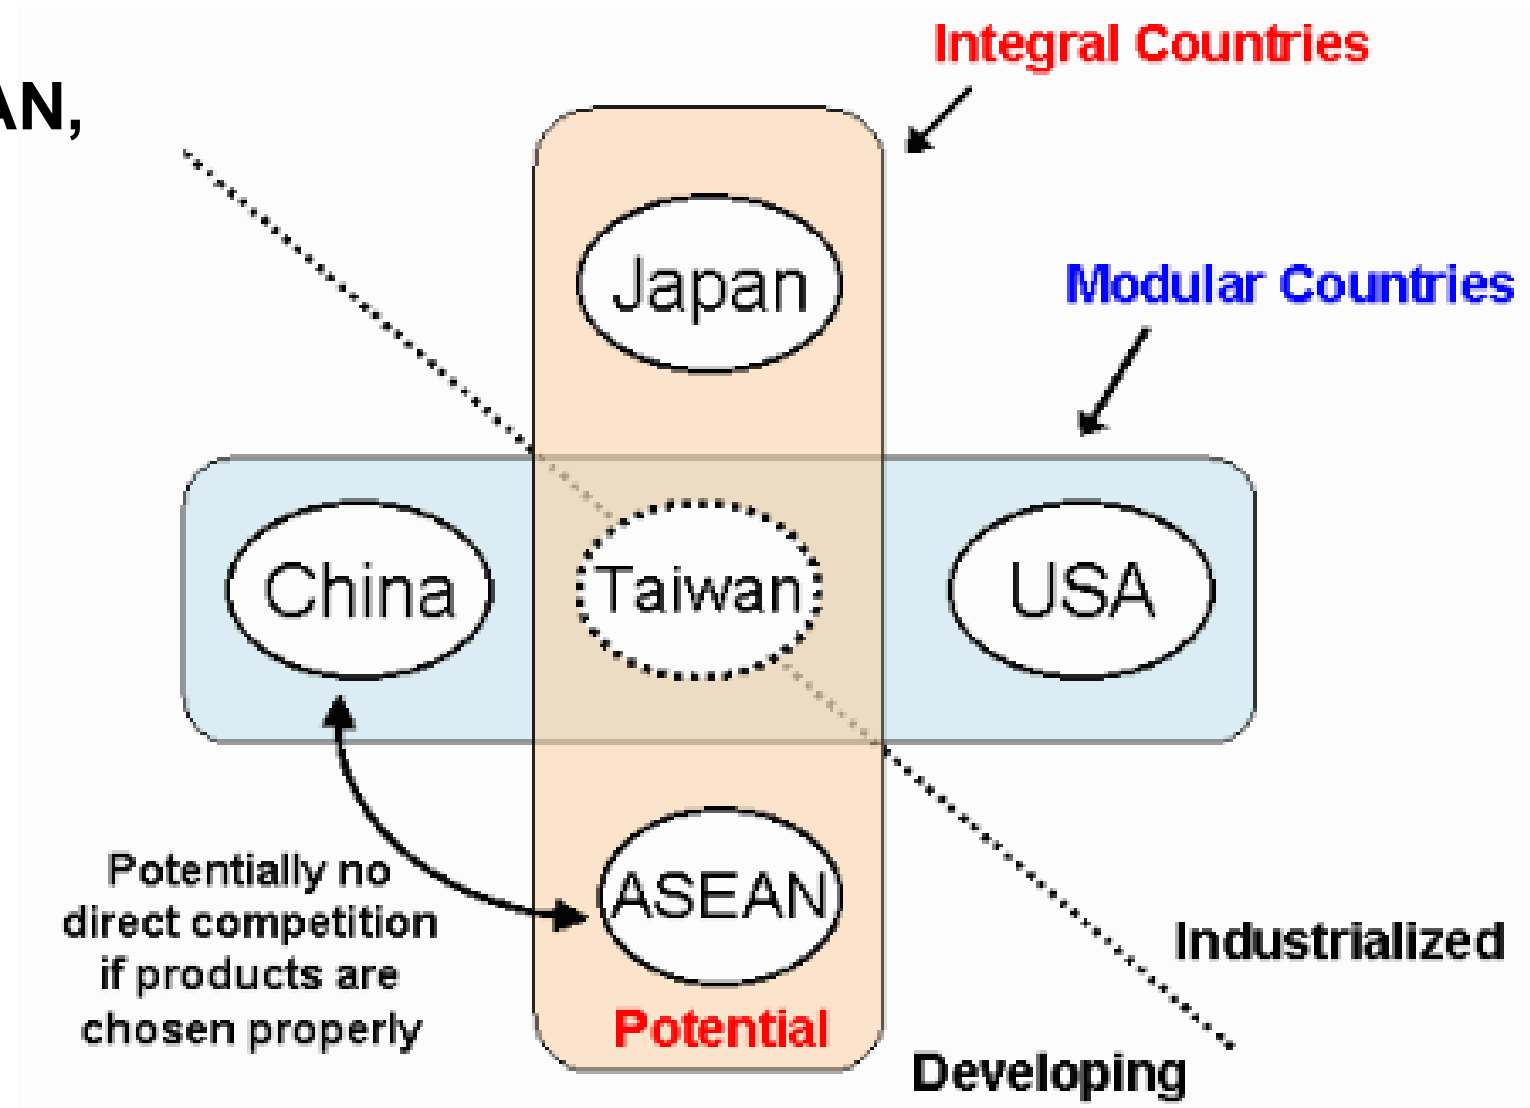 Integral Countries
AN,
Japan
Modular Countries
China
Taiwan
USA
Potentially no
direct competition
if products are
chosen properly
ASEAN
Potential
Industrialized
Developing